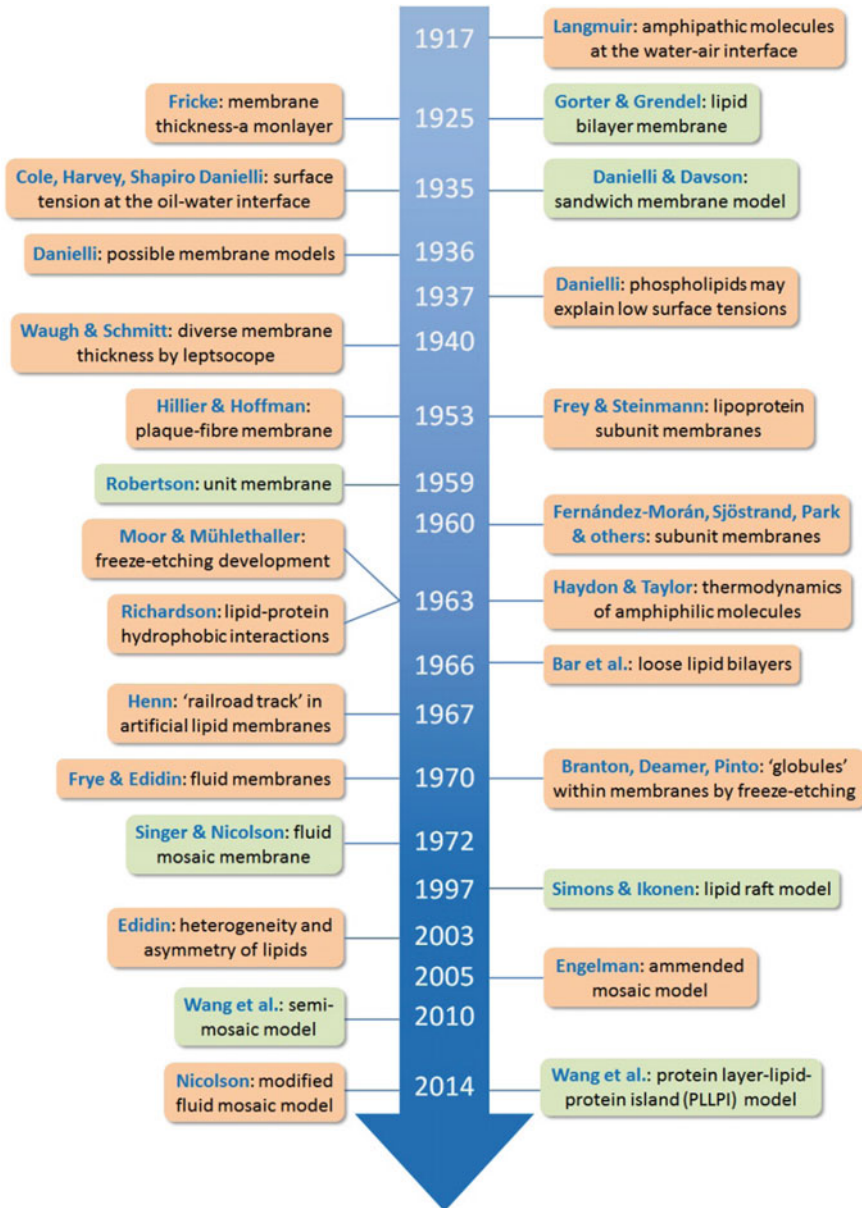 1917
Langmuir: amphipathic molecules
at the water-air interface
Fricke: membrane
thickness-a monlayer
1925
Gorter & Grendel: lipid
bilayer membrane
Cole, Harvey, Shapiro Danielli: surface
tension at the oil-water interface
1935
Danielli & Davson:
sandwich membrane model
Danielli: possible membrane models
1936
1937
Danielli: phospholipids may
explain low surface tensions
Waugh & Schmitt: diverse membrane
thickness by leptsocope
1940
Hillier & Hoffman:
plaque-fibre membrane
1953
Frey & Steinmann: lipoprotein
subunit membranes
Robertson: unit membrane
1959
1960
Fernández-Morán, Sjöstrand, Park
& others: subunit membranes
Moor & Mühlethaller:
freeze-etching development
Richardson: lipid-protein
hydrophobic interactions
1963
Haydon & Taylor: thermodynamics
of amphiphilic molecules
1966
Bar et al.: loose lipid bilayers
Henn: ‘railroad track’ in
artificial lipid membranes
1967
Frye & Edidin: fluid membranes
1970
Branton, Deamer, Pinto: ‘globules’
within membranes by freeze-etching
Singer & Nicolson: fluid
mosaic membrane
1972
1997
Simons & Ikonen: lipid raft model
Edidin: heterogeneity and
asymmetry of lipids
2003
2005
Engelman: ammended
mosaic model
Wang et al.: semi-
mosaic model
2010
Nicolson: modified
fluid mosaic model
2014
Wang et al.: protein layer-lipid-
protein island (PLLPI) model